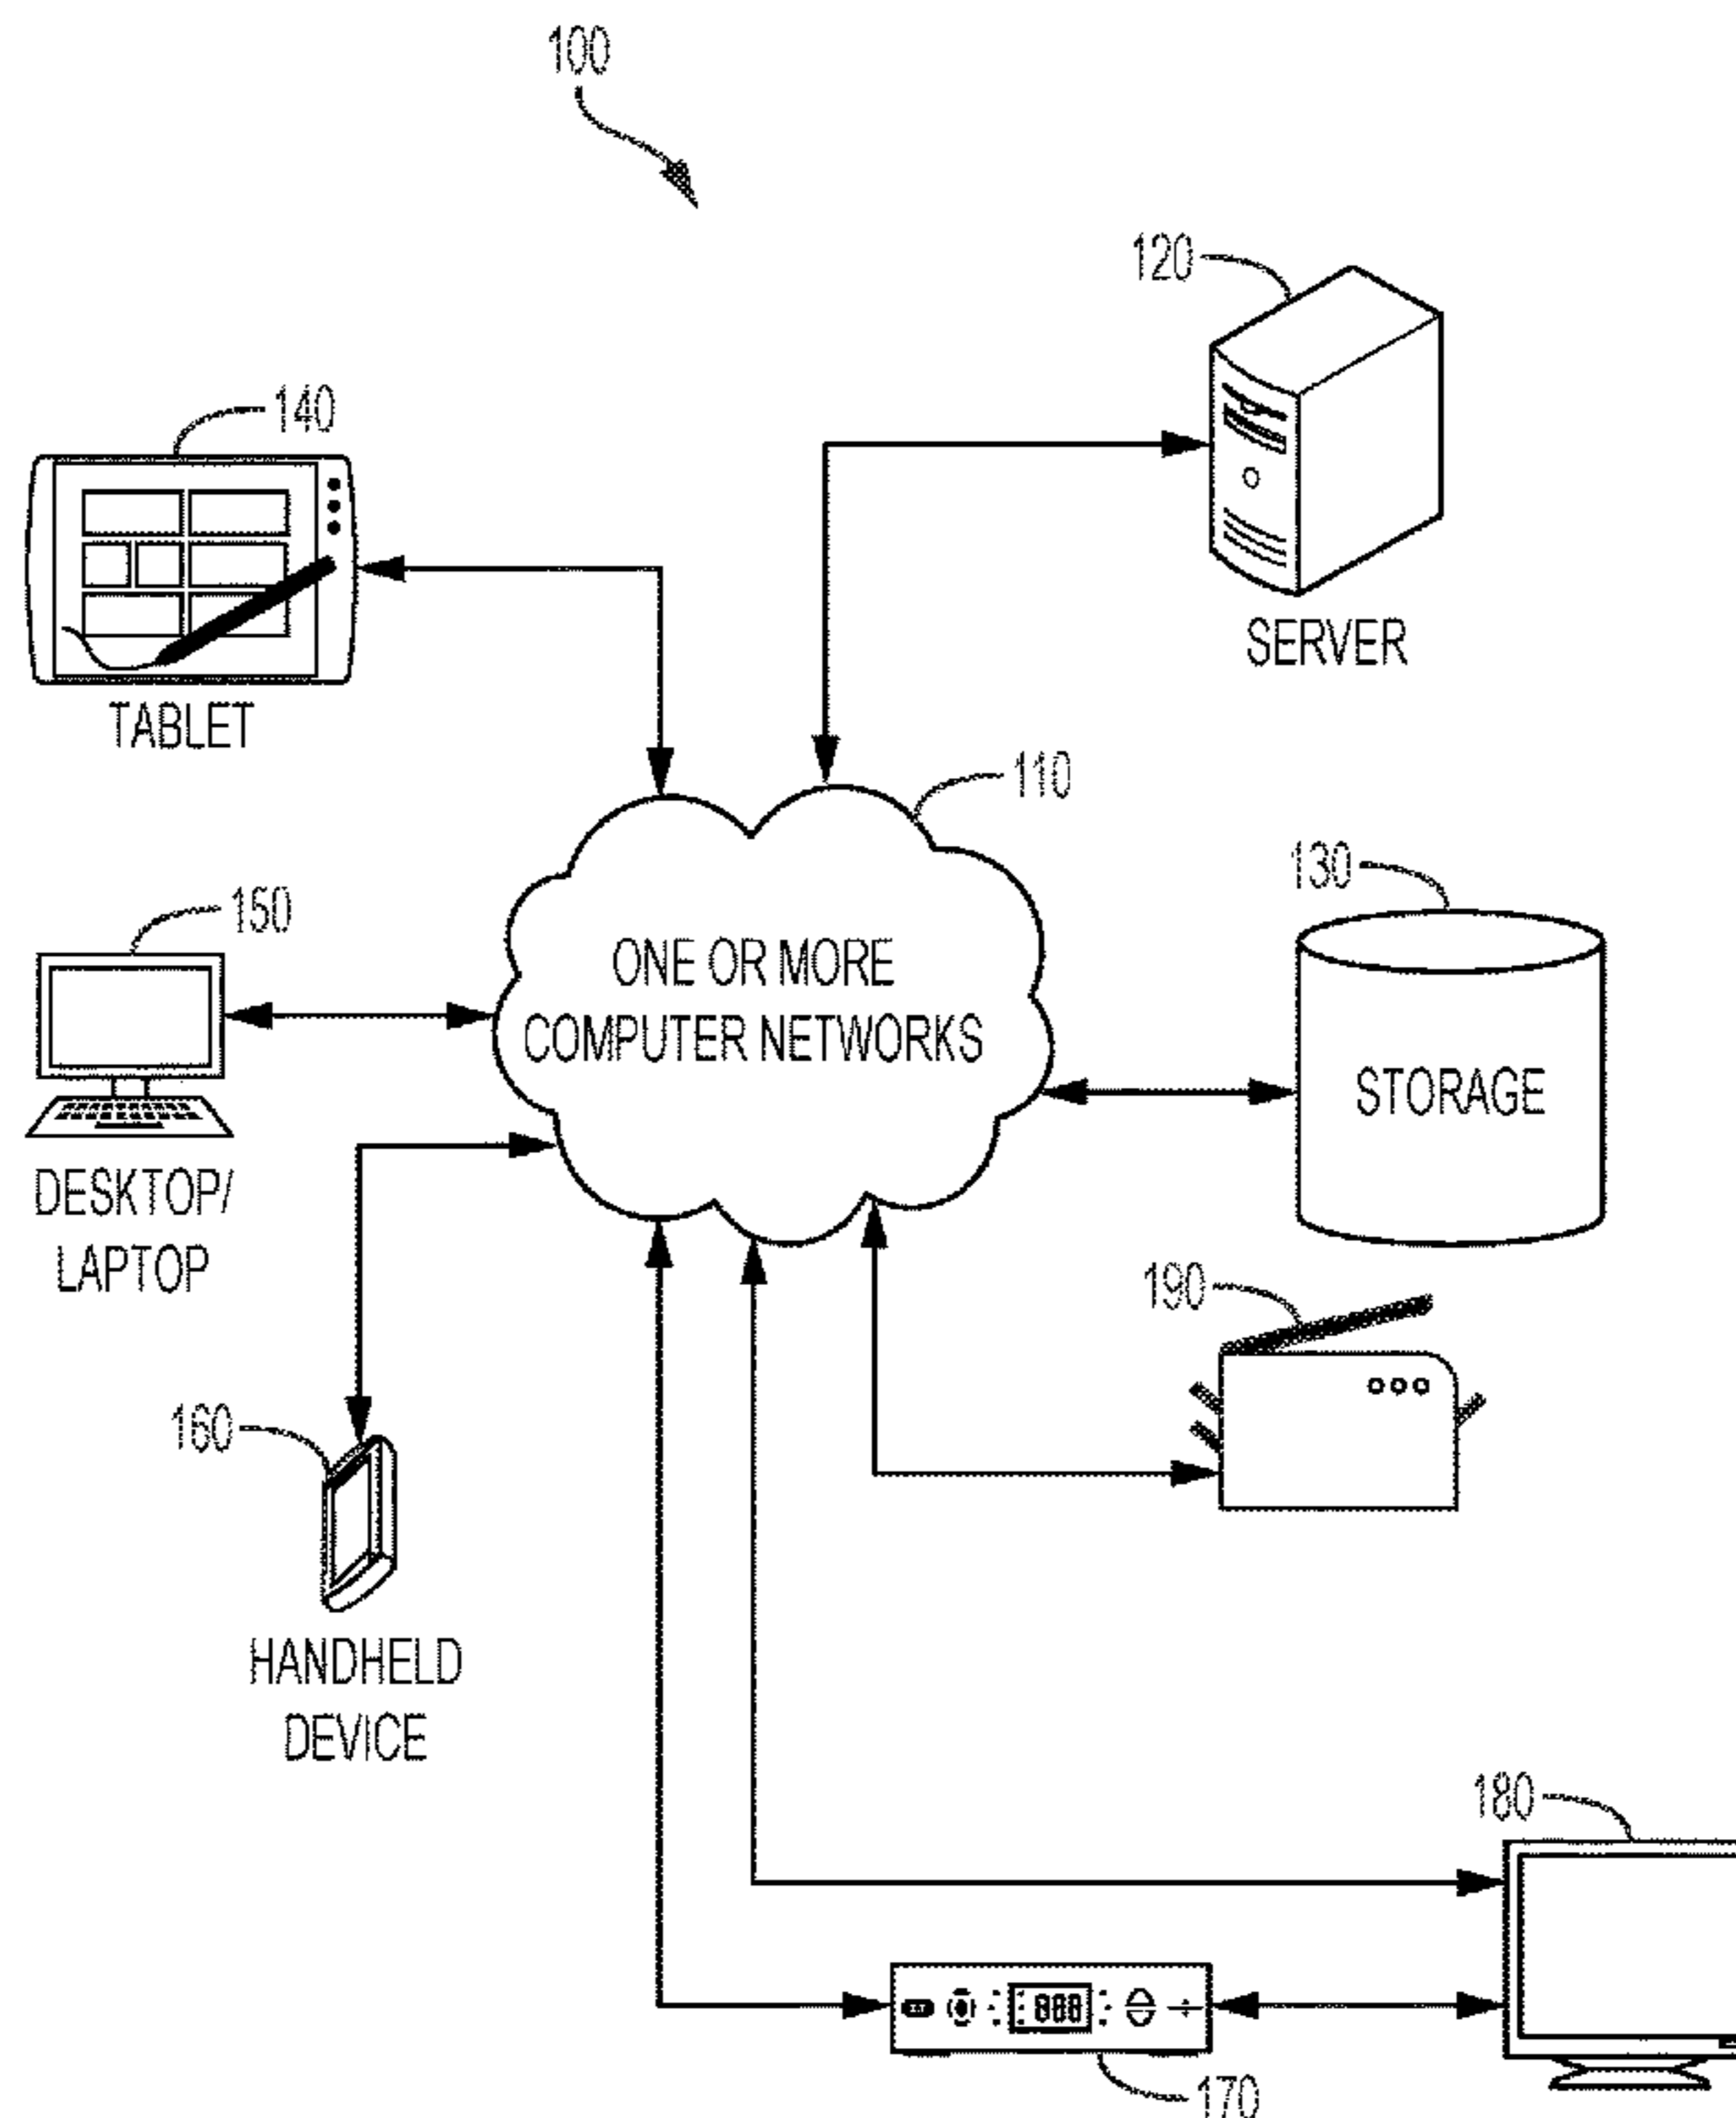 100
120
140
SERVER
TABLET
110
130
150
ONE OR MORE
COMPUTER NETWORKS
STORAGE
DESKTOP/
LAPTOP
190
160
HANDHELD
DEVICE
180
888
170